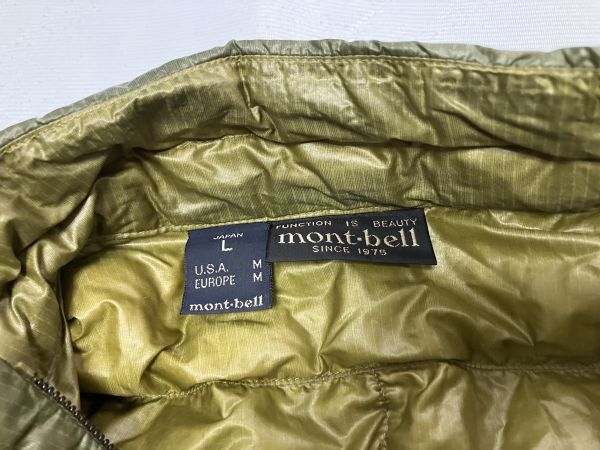 JAPAN
L
U.S.A. M
EUROPE M
mont-bell
FUNCTION IS BEAUTY
mont-bell
SINCE 1975